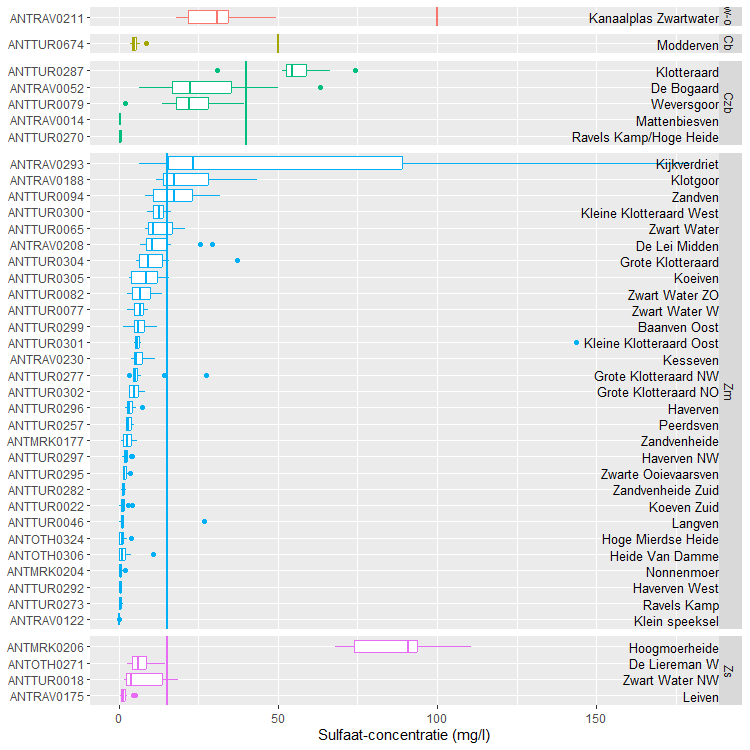 ANTRAV0211 Kanaalplas Zwartwater
ANTTUR0674 Modderven Cb
ANTTUR0287 Klotteraard
ANTRAV0052 De Bogaard
ANTTUR0079 Weversgoor
ANTRAV0014 Mattenbiesven
ANTTUR0270 Ravels Kamp/Hoge Heide
Czb
ANTRAV0293 Kijkverdriet
ANTRAV0188 Klotgoor
ANTTUR0094 Zandven
ANTTUR0300 Kleine Klotteraard West
ANTTUR0065 Zwart Water
ANTRAV0208 De Lei Midden
ANTTUR0304 Grote Klotteraard
ANTTUR0305 Koeiven
ANTTUR0082 Zwart Water ZO
ANTTUR0077 Zwart Water W
ANTTUR0299 Baanven Oost
ANTTUR0301 Kleine Klotteraard Oost
ANTRAV0230 Kesseven
ANTTUR0277 Grote Klotteraard NW
ANTTUR0302 Grote Klotteraard NO
ANTTUR0296 Haverven
ANTTUR0257 Peerdsven
ANTMRK0177 Zandvenheide
ANTTUR0297 Haverven NW
ANTTUR0295 Zwarte Ooievaarsven
ANTTUR0282 Zandvenheide Zuid
ANTTUR0022 Koeven Zuid
ANTTUR0046 Langven
ANTOTH0324 Hoge Mierdse Heide
ANTOTH0306 Heide Van Damme
ANTMRK0204 Nonnenmoer
ANTTUR0292 Haverven West
ANTTUR0273 Ravels Kamp
ANTRAV0122 Klein speeksel
Zm
ANTMRK0206 Hoogmoerheide
ANTOTH0271 De Liereman W
ANTTUR0018 Zwart Water NW
ANTRAV0175 Leiven
Zs
0 50 100 150
Sulfaat-concentratie (mg/l)